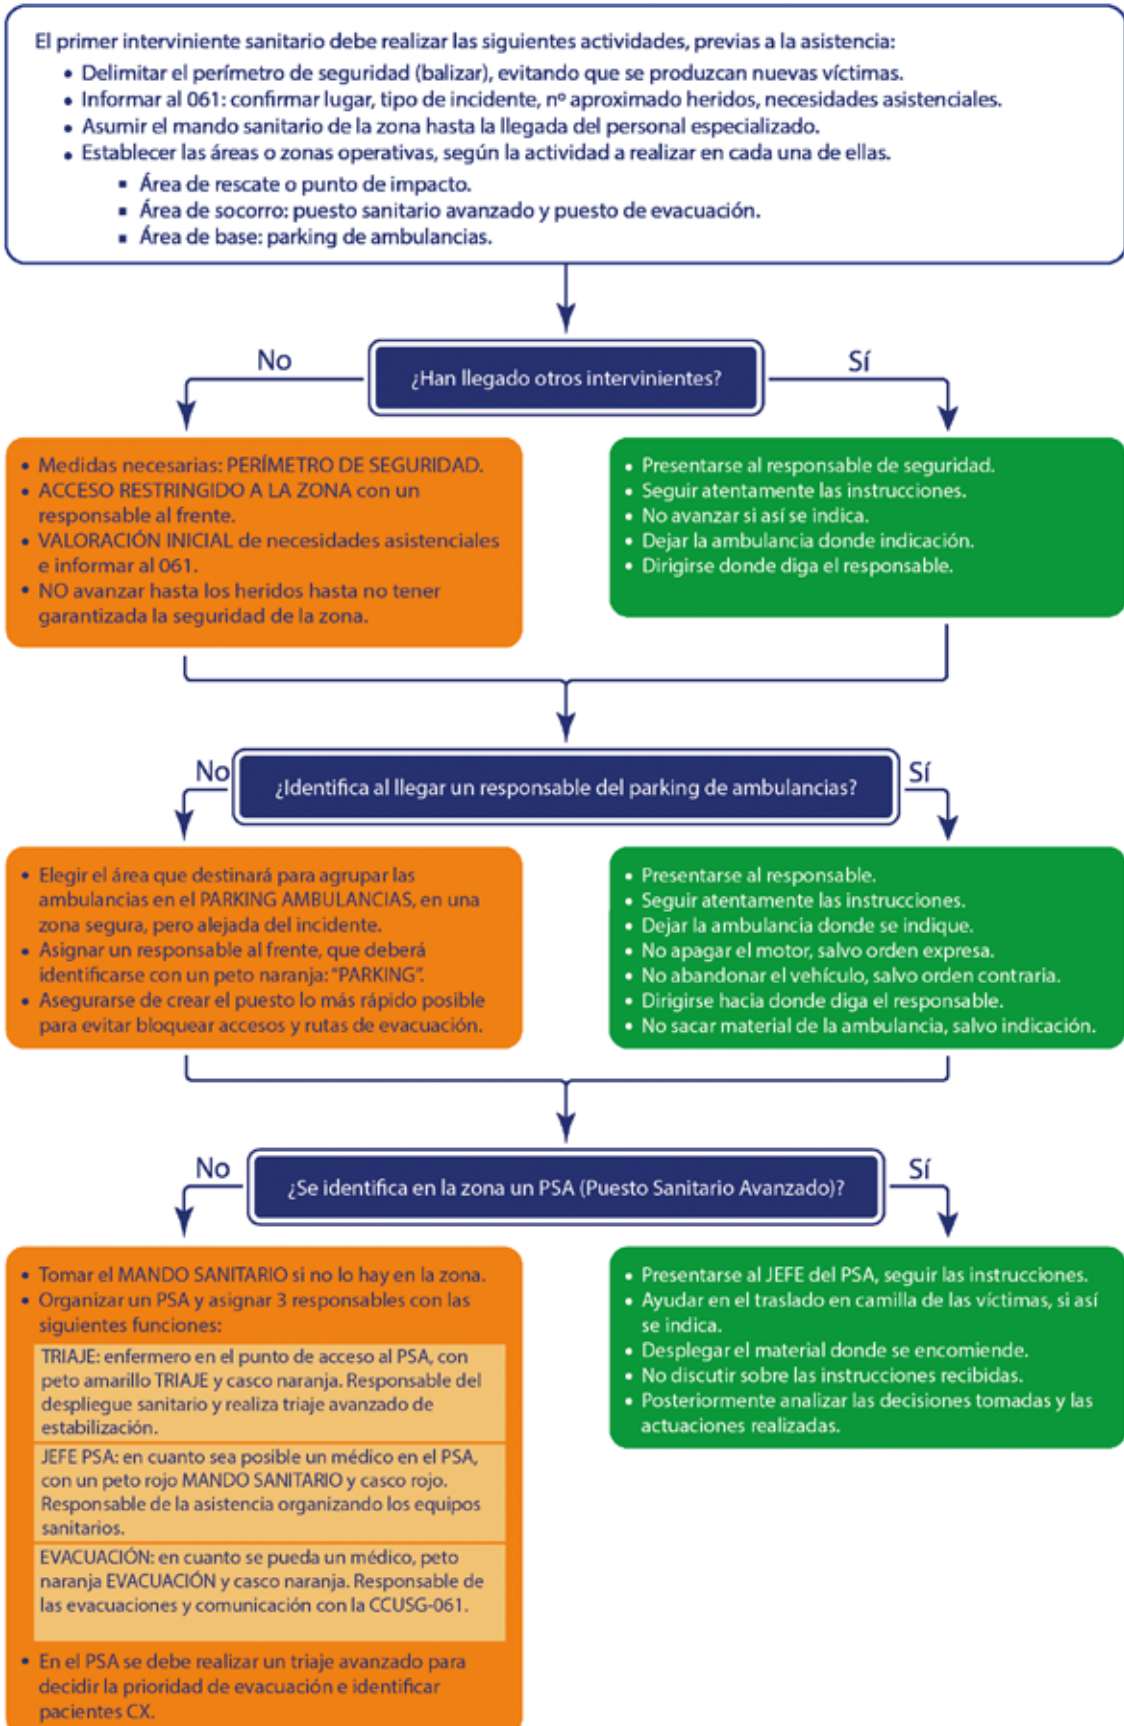 El primer interviniente sanitario debe realizar las siguientes actividades, previas a la asistencia:
• Delimitar el perímetro de seguridad (balizar), evitando que se produzcan nuevas víctimas.
• Informar al 061: confirmar lugar, tipo de incidente, nº aproximado heridos, necesidades asistenciales.
• Asumir el mando sanitario de la zona hasta la llegada del personal especializado.
• Establecer las áreas o zonas operativas, según la actividad a realizar en cada una de ellas.
▪ Área de rescate o punto de impacto.
▪ Área de socorro: puesto sanitario avanzado y puesto de evacuación.
▪ Área de base: parking de ambulancias.
No
¿Han llegado otros intervinientes?
Sí
• Medidas necesarias: PERÍMETRO DE SEGURIDAD.
• ACCESO RESTRINGIDO A LA ZONA con un
responsable al frente.
• VALORACIÓN INICIAL de necesidades asistenciales
e informar al 061.
• NO avanzar hasta los heridos hasta no tener
garantizada la seguridad de la zona.
• Presentarse al responsable de seguridad.
• Seguir atentamente las instrucciones.
• No avanzar si así se indica.
• Dejar la ambulancia donde indicación.
• Dirigirse donde diga el responsable.
No
¿Identifica al llegar un responsable del parking de ambulancias?
Sí
• Elegir el área que destinará para agrupar las
ambulancias en el PARKING AMBULANCIAS, en una
zona segura, pero alejada del incidente.
• Asignar un responsable al frente, que deberá
identificarse con un peto naranja: “PARKING”.
• Asegurarse de crear el puesto lo más rápido posible
para evitar bloquear accesos y rutas de evacuación.
• Presentarse al responsable.
• Seguir atentamente las instrucciones.
• Dejar la ambulancia donde se indique.
• No apagar el motor, salvo orden expresa.
• No abandonar el vehículo, salvo orden contraria.
• Dirigirse hacia donde diga el responsable.
• No sacar material de la ambulancia, salvo indicación.
No
¿Se identifica en la zona un PSA (Puesto Sanitario Avanzado)?
Sí
• Tomar el MANDO SANITARIO si no lo hay en la zona.
• Organizar un PSA y asignar 3 responsables con las
siguientes funciones:
TRIAJE: enfermero en el punto de acceso al PSA, con
peto amarillo TRIAJE y casco naranja. Responsable del
despliegue sanitario y realiza triaje avanzado de
estabilización.
JEFE PSA: en cuanto sea posible un médico en el PSA,
con un peto rojo MANDO SANITARIO y casco rojo.
Responsable de la asistencia organizando los equipos
sanitarios.
EVACUACIÓN: en cuanto se pueda un médico, peto
naranja EVACUACIÓN y casco naranja. Responsable de
las evacuaciones y comunicación con la CCUSG-061.
• En el PSA se debe realizar un triaje avanzado para
decidir la prioridad de evacuación e identificar
pacientes CX.
• Presentarse al JEFE del PSA, seguir las instrucciones.
• Ayudar en el traslado en camilla de las víctimas, si así
se indica.
• Desplegar el material donde se encomiende.
• No discutir sobre las instrucciones recibidas.
• Posteriormente analizar las decisiones tomadas y las
actuaciones realizadas.